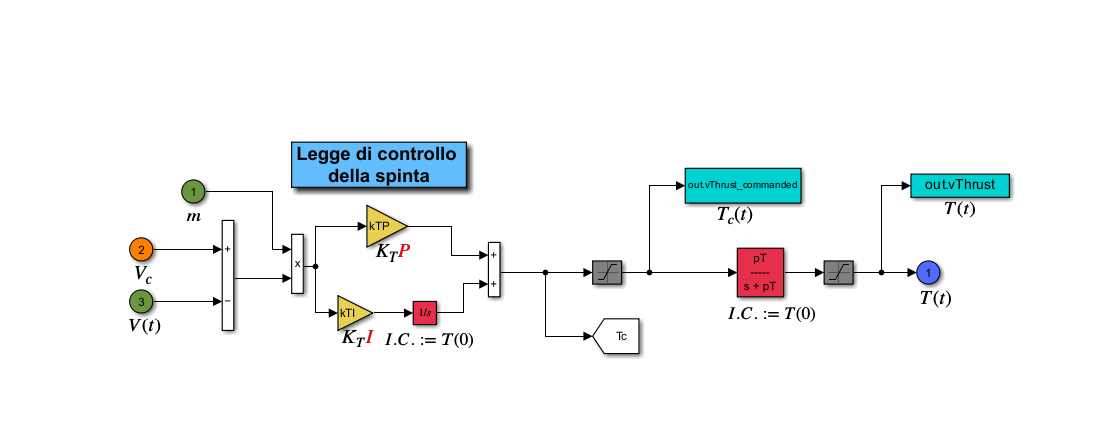 Legge di controllo
della spinta
1
m
2
V_c
3
V(t)
+
−
x
kTP
K_T P
kTI
K_T I
1/s
I.C. := T(0)
+
+
Tc
out.vThrust_commanded
T_c(t)
pT
-----
s + pT
I.C. := T(0)
out.vThrust
T(t)
1
T(t)